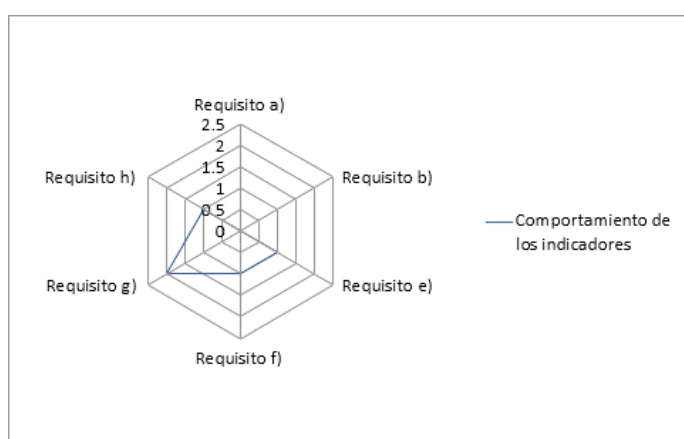 Requisito a)
2.5
2
1.5
1
0.5
0
Requisito b)
Requisito e)
Requisito f)
Requisito g)
Requisito h)
Comportamiento de
los indicadores